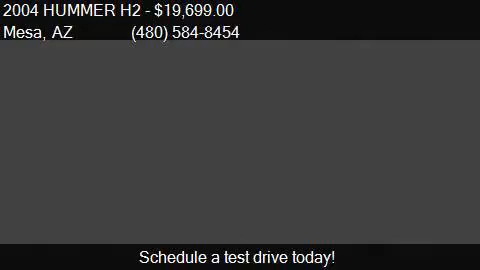 2004 HUMMER H2 - $19,699.00
Mesa, AZ (480) 584-8454
Schedule a test drive today!